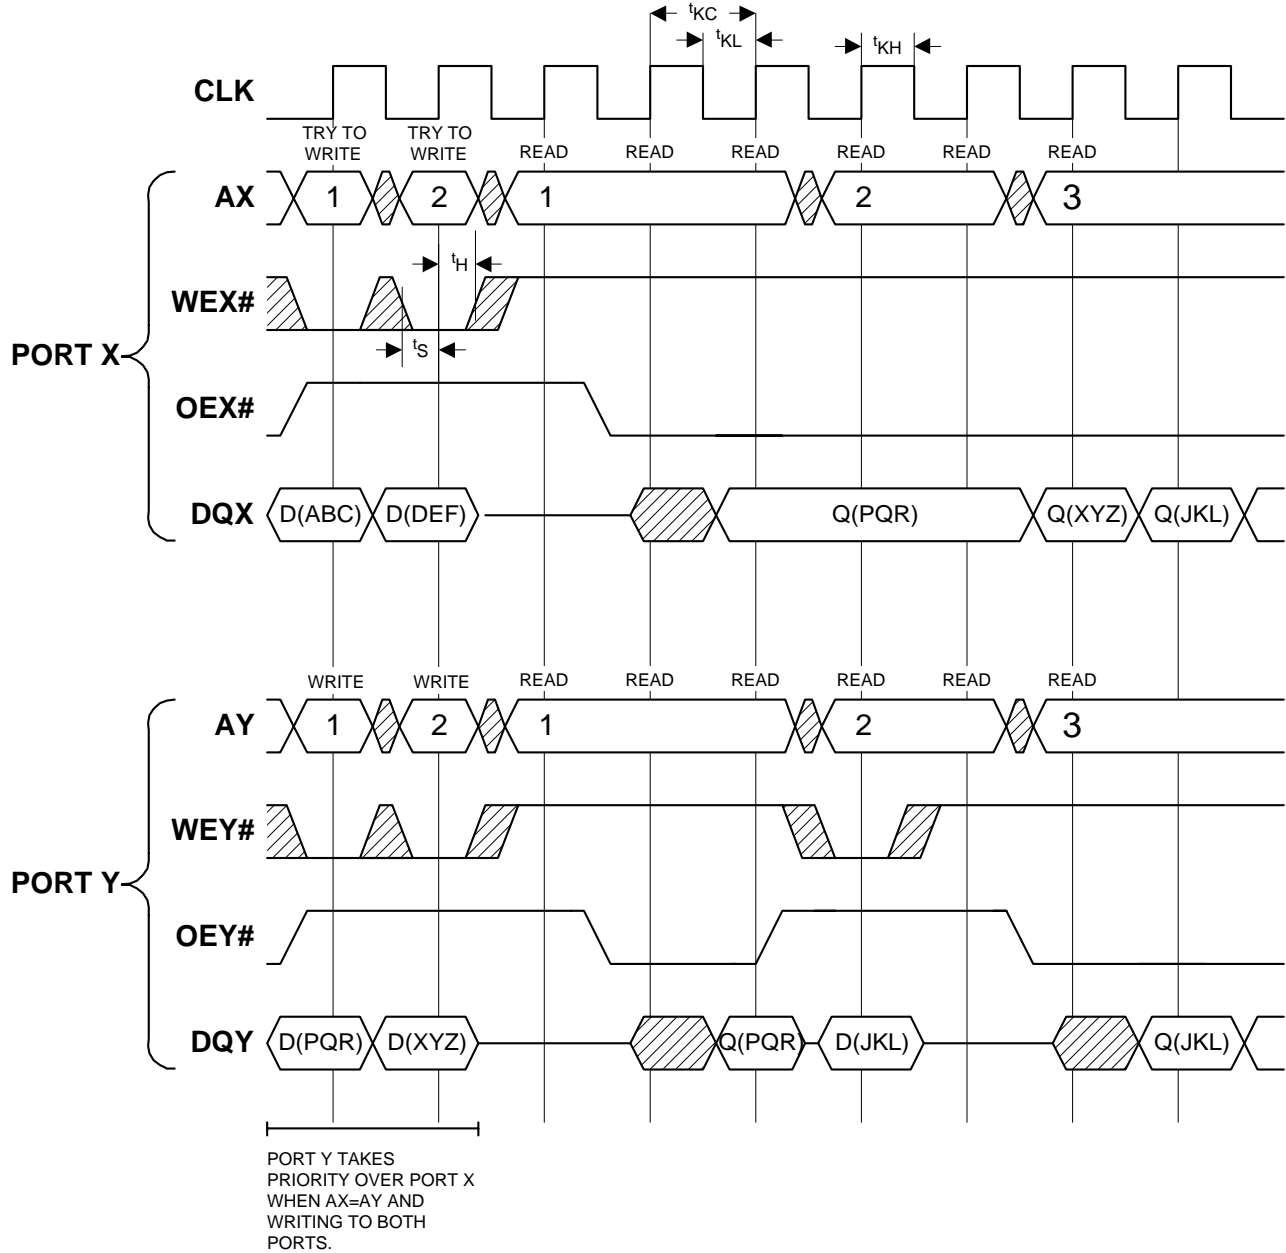 tKC
tKL
tKH
CLK
TRY TO
WRITE
TRY TO
WRITE
READ READ READ READ READ READ
AX 1 2 1 2 3
tH
WEX#
tS
PORT X
OEX#
DQX D(ABC) D(DEF) Q(PQR) Q(XYZ) Q(JKL)
WRITE WRITE READ READ READ READ READ READ
AY 1 2 1 2 3
WEY#
PORT Y
OEY#
DQY D(PQR) D(XYZ) Q(PQR) D(JKL) Q(JKL)
PORT Y TAKES
PRIORITY OVER PORT X
WHEN AX=AY AND
WRITING TO BOTH
PORTS.